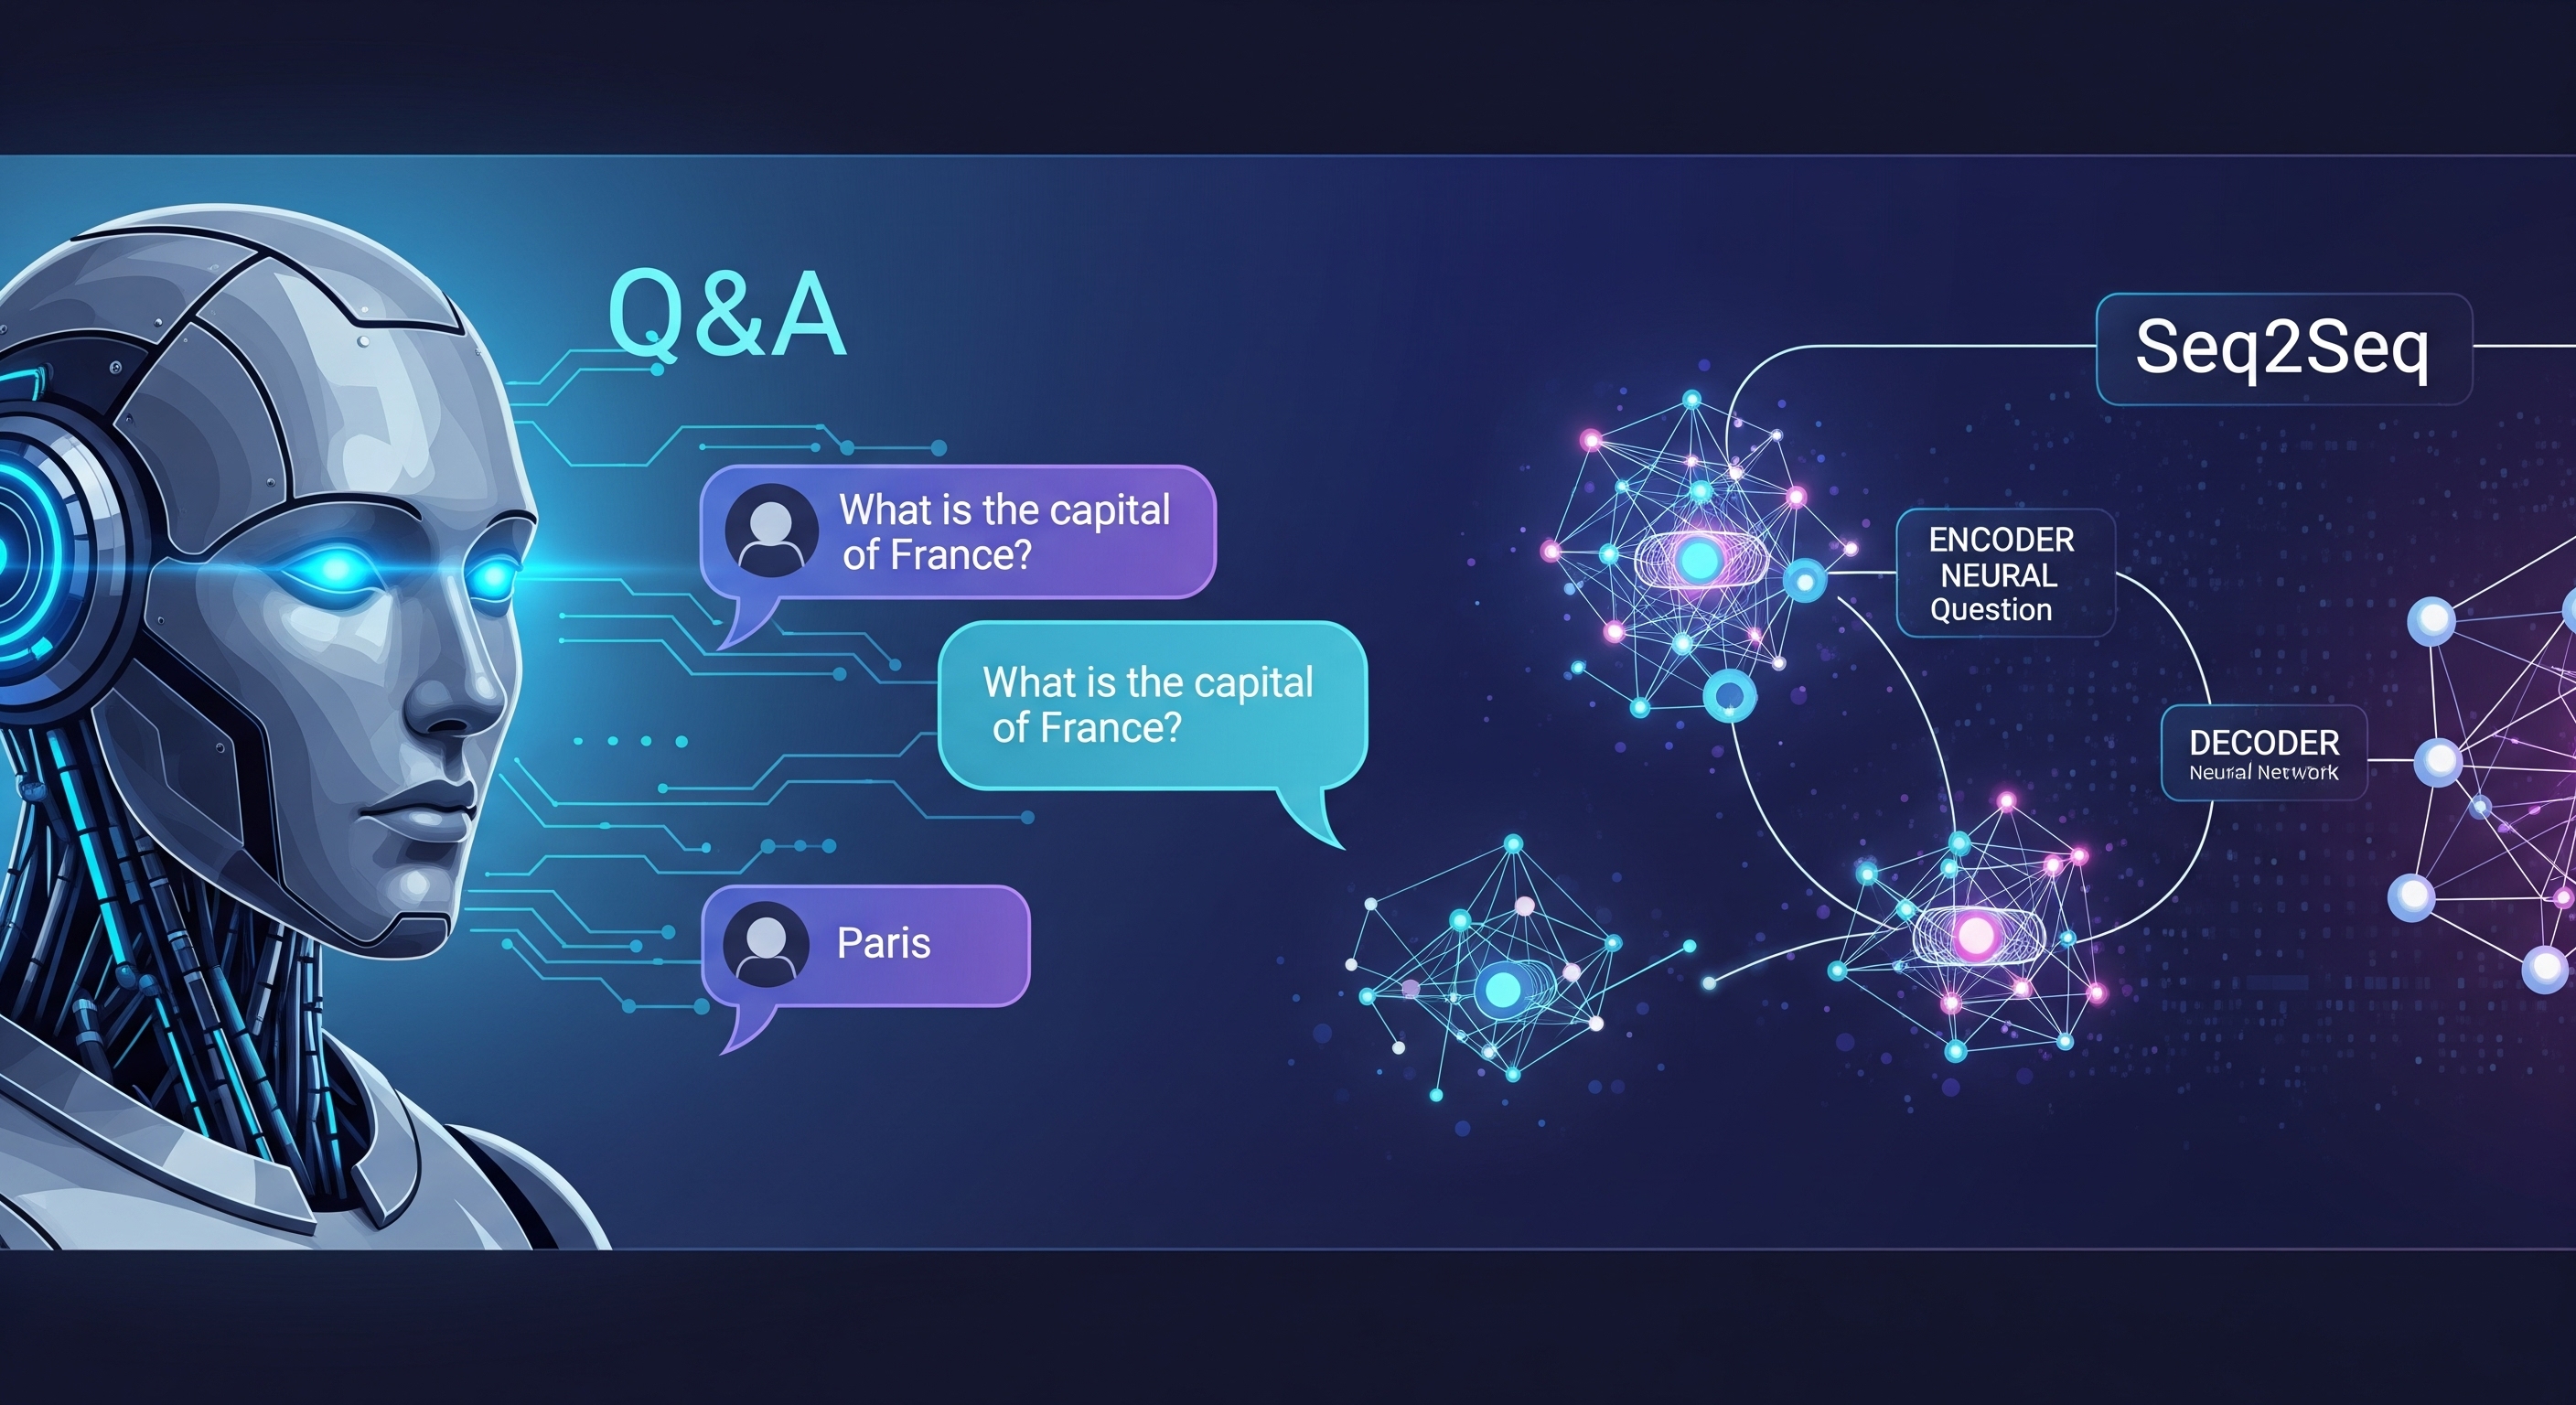 Q&A
What is the capital
of France?
What is the capital
of France?
Paris
Seq2Seq
ENCODER
NEURAL
Question
DECODER
Neural Network